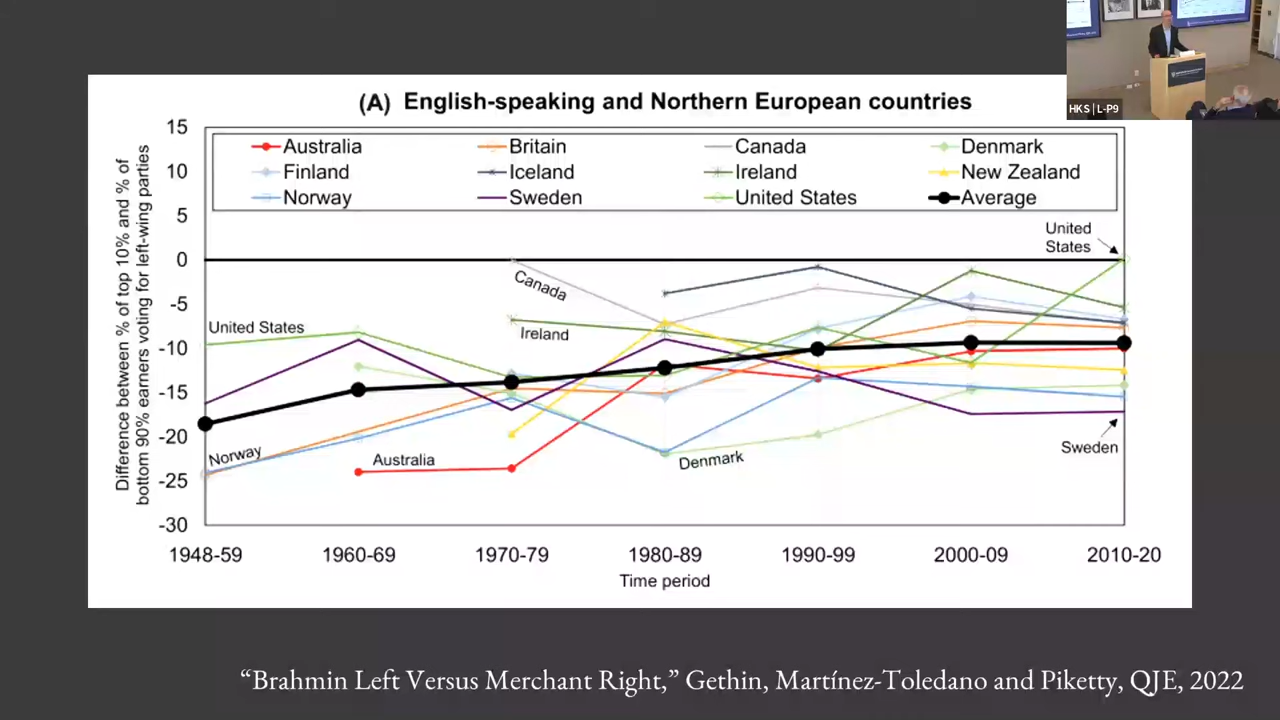 HKS | L-P9
(A) English-speaking and Northern European countries
Difference between % of top 10% and % of
bottom 90% earners voting for left-wing parties
15
10
5
0
-5
-10
-15
-20
-25
-30
Australia
Britain
Canada
Denmark
Finland
Iceland
Ireland
New Zealand
Norway
Sweden
United States
Average
United
States
Canada
United States
Ireland
Norway
Australia
Denmark
Sweden
1948-59
1960-69
1970-79
1980-89
1990-99
2000-09
2010-20
Time period
“Brahmin Left Versus Merchant Right,” Gethin, Martínez-Toledano and Piketty, QJE, 2022